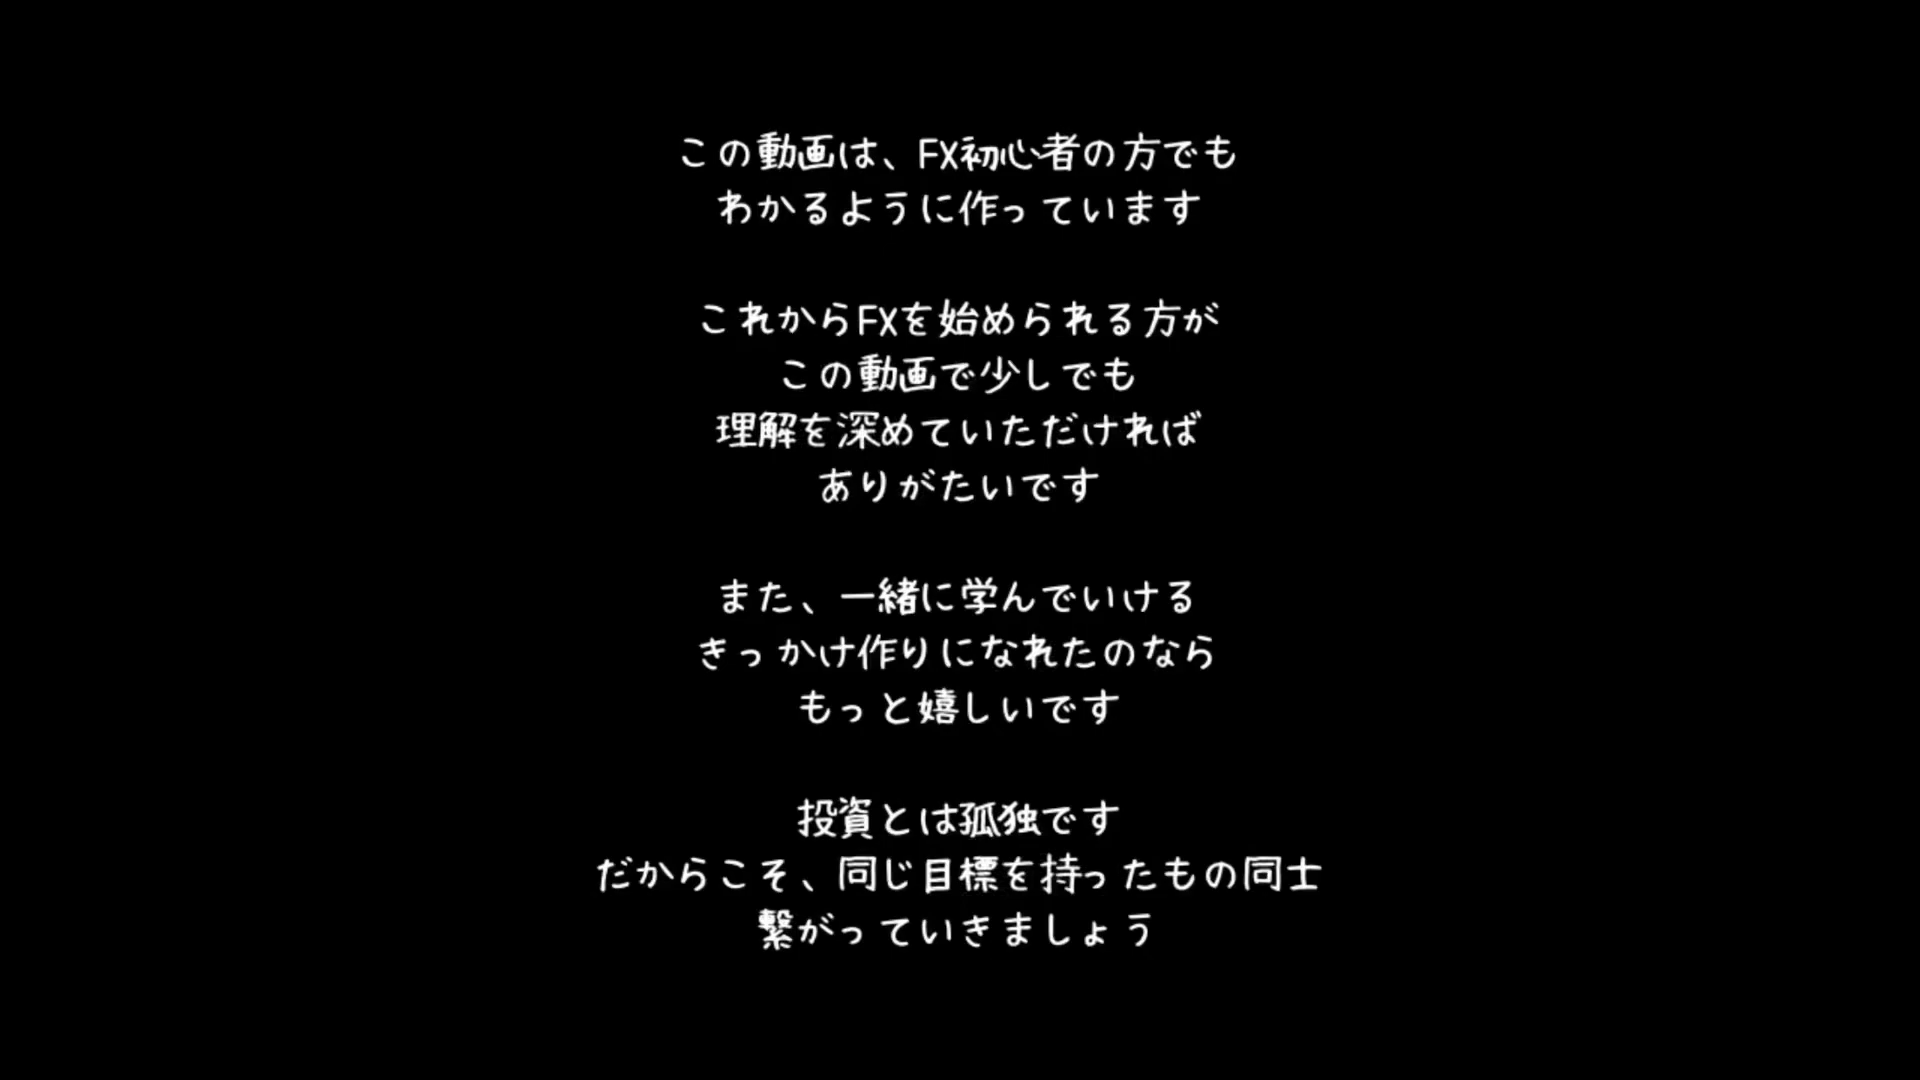 この動画は、FX初心者の方でも
わかるように作っています
これからFXを始められる方が
この動画で少しでも
理解を深めていただければ
ありがたいです
また、一緒に学んでいける
きっかけ作りになれたのなら
もっと嬉しいです
投資とは孤独です
だからこそ、同じ目標を持ったもの同士
繋がっていきましょう